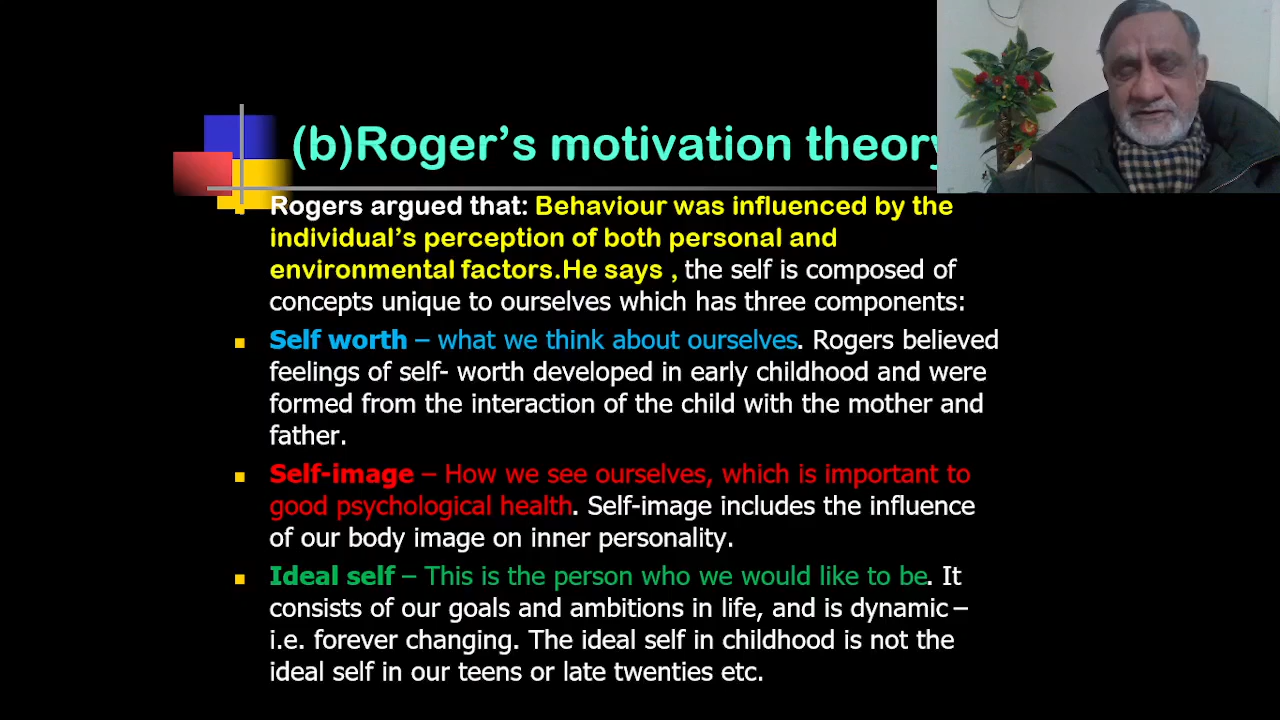 (b)Roger's motivation theory
Rogers argued that: Behaviour was influenced by the
individual's perception of both personal and
environmental factors.He says , the self is composed of
concepts unique to ourselves which has three components:
Self worth – what we think about ourselves. Rogers believed
feelings of self- worth developed in early childhood and were
formed from the interaction of the child with the mother and
father.
Self-image – How we see ourselves, which is important to
good psychological health. Self-image includes the influence
of our body image on inner personality.
Ideal self – This is the person who we would like to be. It
consists of our goals and ambitions in life, and is dynamic –
i.e. forever changing. The ideal self in childhood is not the
ideal self in our teens or late twenties etc.